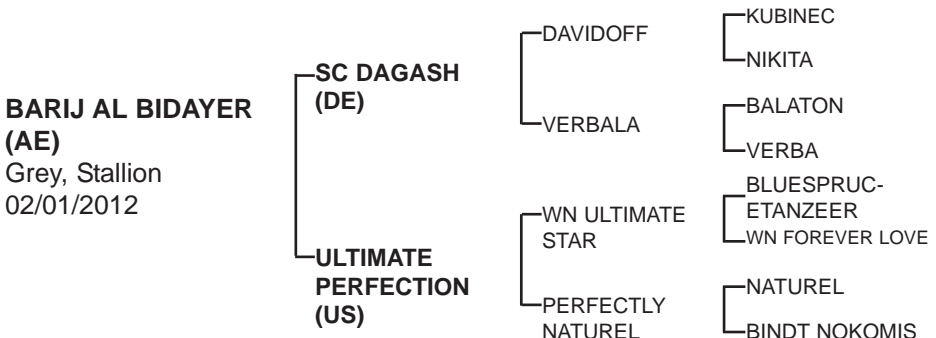 BARIJ AL BIDAYER
(AE)
Grey, Stallion
02/01/2012
SC DAGASH
(DE)
ULTIMATE
PERFECTION
(US)
DAVIDOFF
VERBALA
WN ULTIMATE
STAR
PERFECTLY
NATUREL
KUBINEC
NIKITA
BALATON
VERBA
BLUESPRUC-
ETANZEER
WN FOREVER LOVE
NATUREL
BINDT NOKOMIS